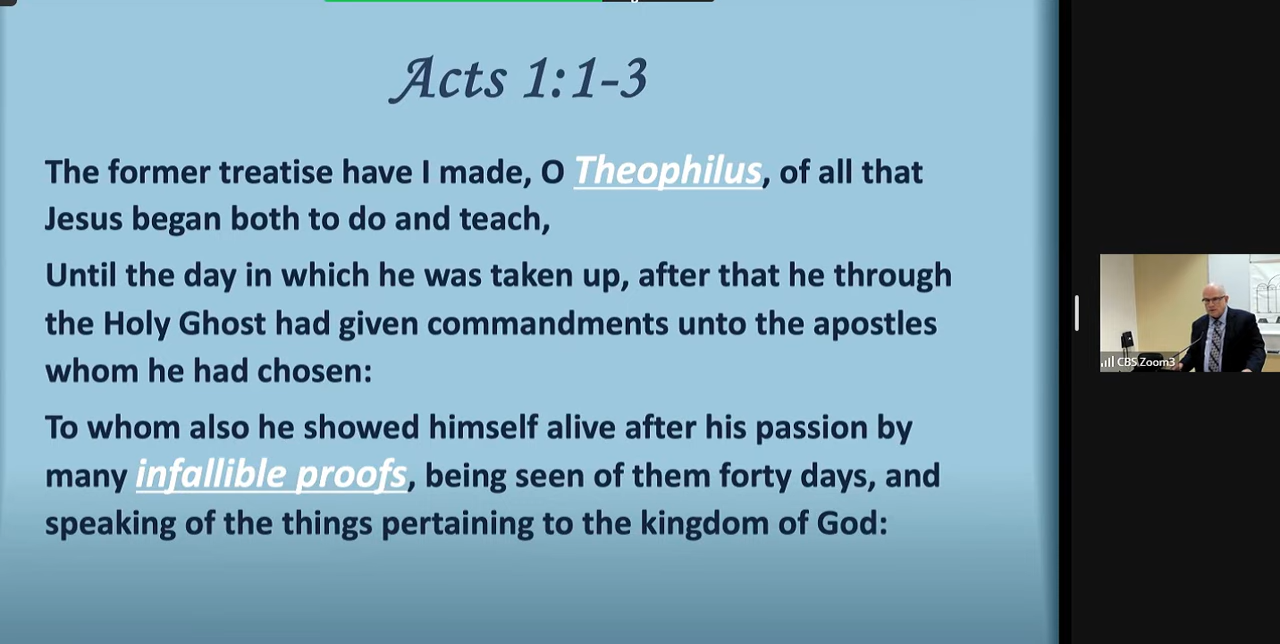 Acts 1:1-3
The former treatise have I made, O Theophilus, of all that
Jesus began both to do and teach,
Until the day in which he was taken up, after that he through
the Holy Ghost had given commandments unto the apostles
whom he had chosen:
To whom also he showed himself alive after his passion by
many infallible proofs, being seen of them forty days, and
speaking of the things pertaining to the kingdom of God:
CBS Zoom3